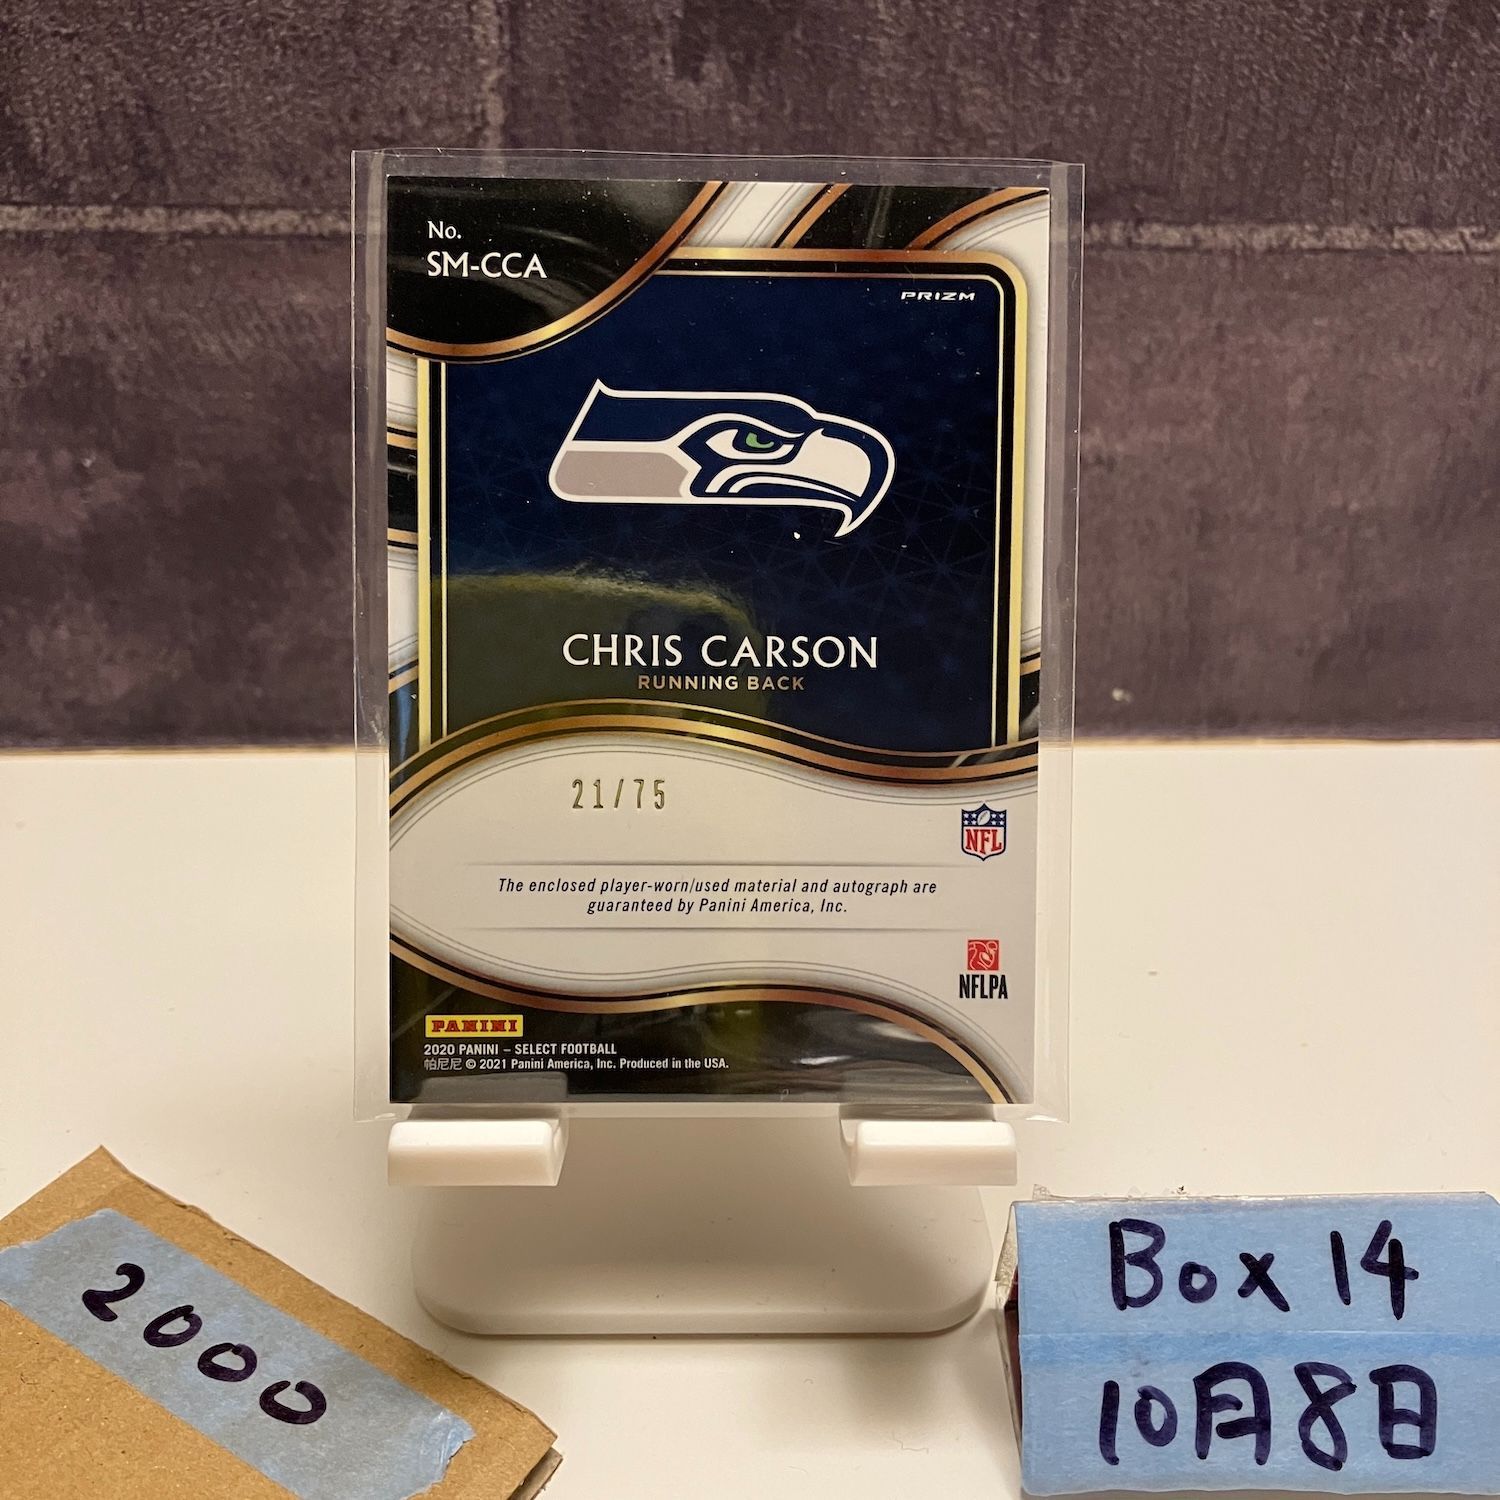 No.
SM-CCA
PRIZM
CHRIS CARSON
RUNNING BACK
21/75
NFL
The enclosed player-worn/used material and autograph are
guaranteed by Panini America, Inc.
NFLPA
PANINI
2020 PANINI – SELECT FOOTBALL
帕尼尼 © 2021 Panini America, Inc. Produced in the USA.
2000
Box 14
10月8日